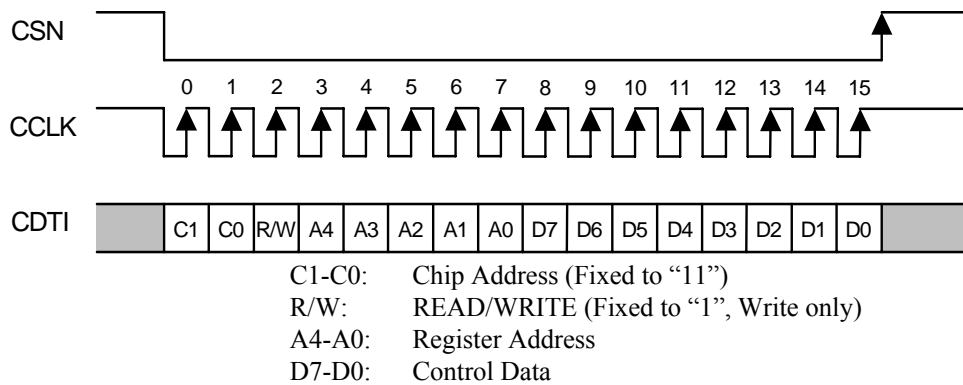 CSN
0 1 2 3 4 5 6 7 8 9 10 11 12 13 14 15
CCLK
CDTI C1 C0 R/W A4 A3 A2 A1 A0 D7 D6 D5 D4 D3 D2 D1 D0
C1-C0: Chip Address (Fixed to “11”)
R/W: READ/WRITE (Fixed to “1”, Write only)
A4-A0: Register Address
D7-D0: Control Data